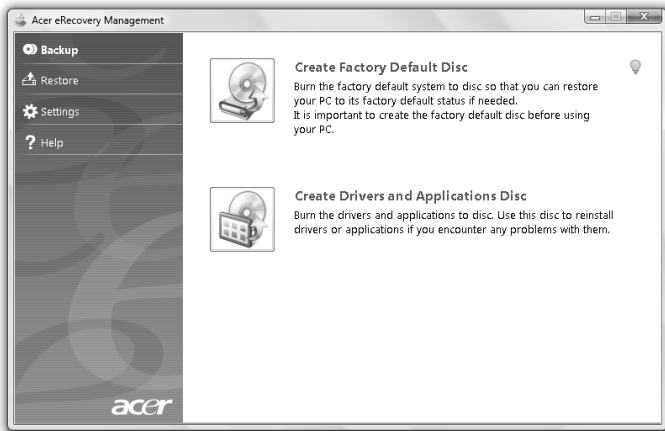 Acer eRecovery Management
Backup
Restore
Settings
Help
Create Factory Default Disc
Burn the factory default system to disc so that you can restore
your PC to its factory default status if needed.
It is important to create the factory default disc before using
your PC.
Create Drivers and Applications Disc
Burn the drivers and applications to disc. Use this disc to reinstall
drivers or applications if you encounter any problems with them.
acer